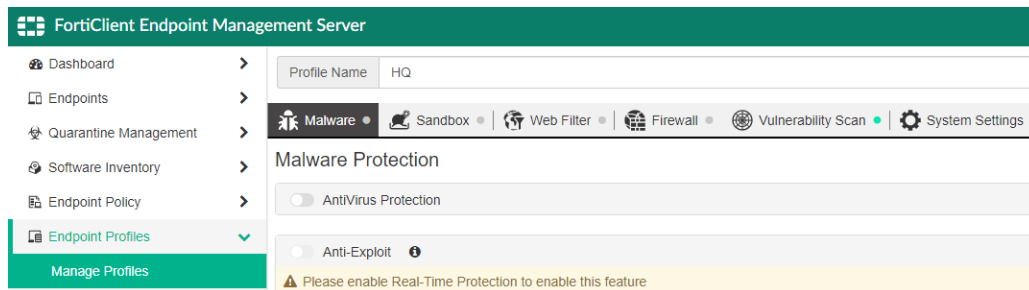 FortiClient Endpoint Management Server
Dashboard
Endpoints
Quarantine Management
Software Inventory
Endpoint Policy
Endpoint Profiles
Manage Profiles
Profile Name HQ
Malware Sandbox Web Filter Firewall Vulnerability Scan System Settings
Malware Protection
AntiVirus Protection
Anti-Exploit
Please enable Real-Time Protection to enable this feature